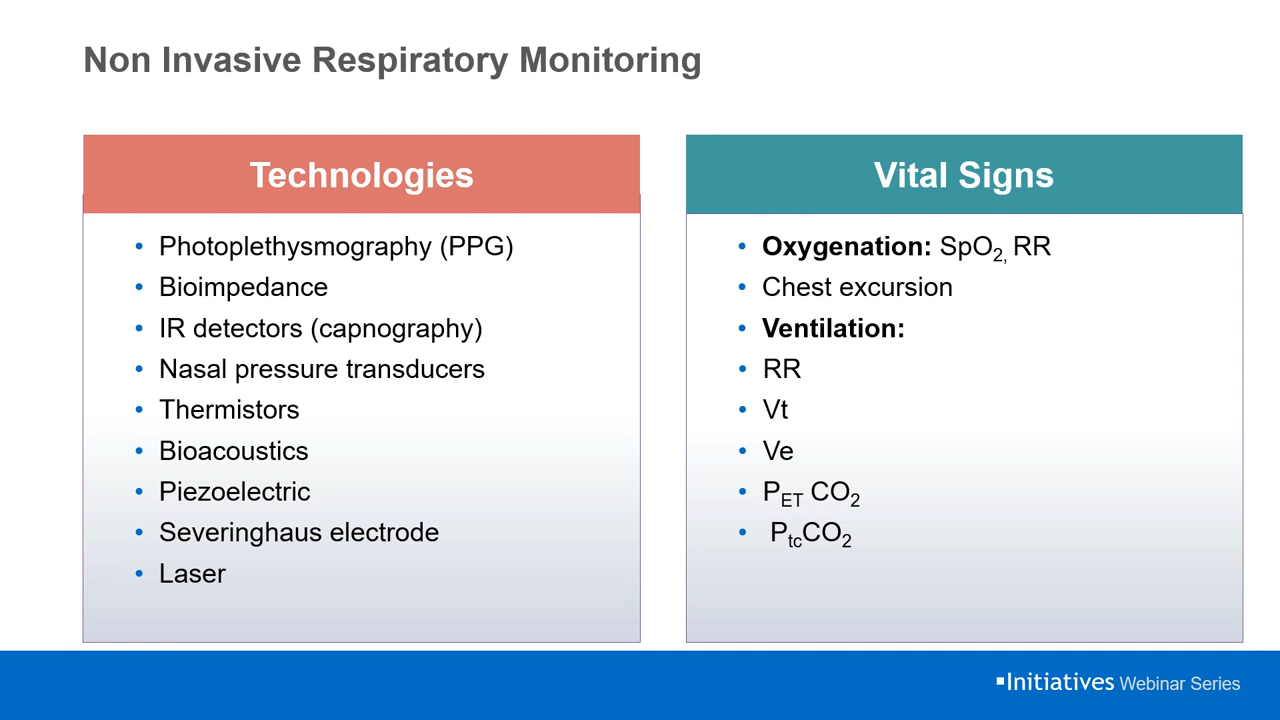 Non Invasive Respiratory Monitoring
Technologies
• Photoplethysmography (PPG)
• Bioimpedance
• IR detectors (capnography)
• Nasal pressure transducers
• Thermistors
• Bioacoustics
• Piezoelectric
• Severinghaus electrode
• Laser
Vital Signs
• Oxygenation: SpO2, RR
• Chest excursion
• Ventilation:
• RR
• Vt
• Ve
• PET CO2
• PtcCO2
Initiatives Webinar Series